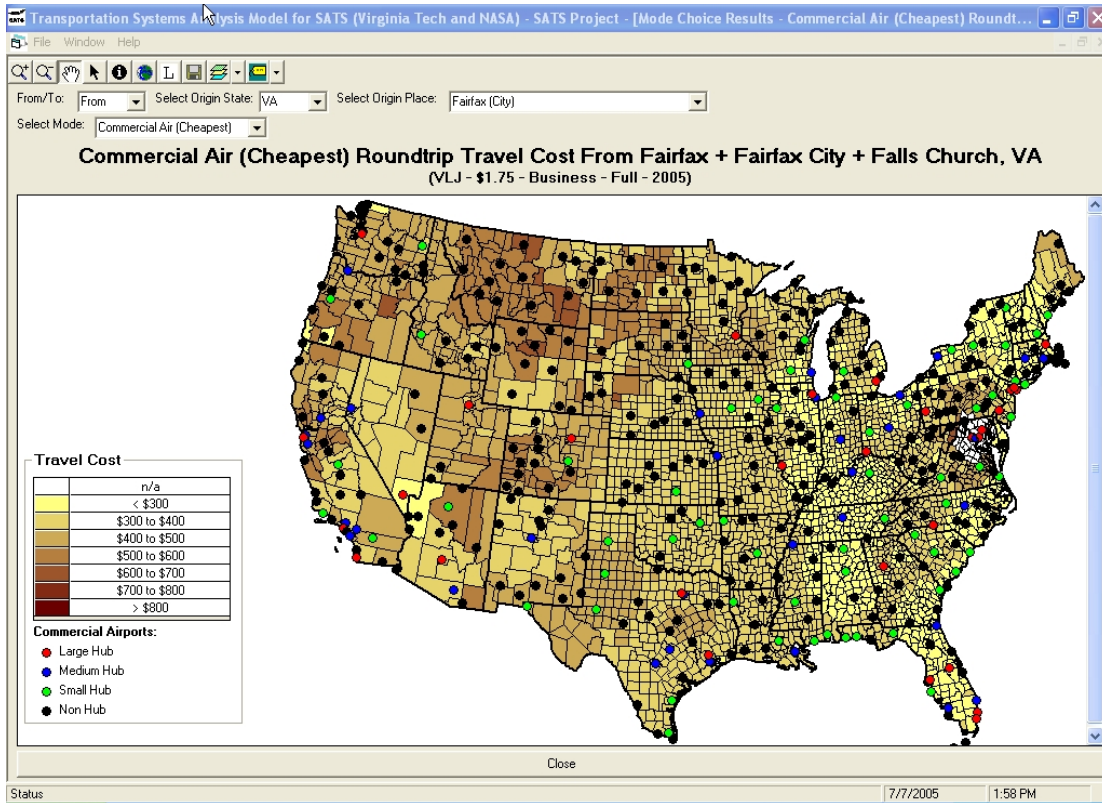 Transportation Systems Analysis Model for SATS (Virginia Tech and NASA) - SATS Project - [Mode Choice Results - Commercial Air (Cheapest) Roundt...
File Window Help
L
From/To: From Select Origin State: VA Select Origin Place: Fairfax (City)
Select Mode: Commercial Air (Cheapest)
Commercial Air (Cheapest) Roundtrip Travel Cost From Fairfax + Fairfax City + Falls Church, VA
(VLJ - $1.75 - Business - Full - 2005)
Travel Cost
n/a
< $300
$300 to $400
$400 to $500
$500 to $600
$600 to $700
$700 to $800
> $800
Commercial Airports:
Large Hub
Medium Hub
Small Hub
Non Hub
Close
Status 7/7/2005 1:58 PM